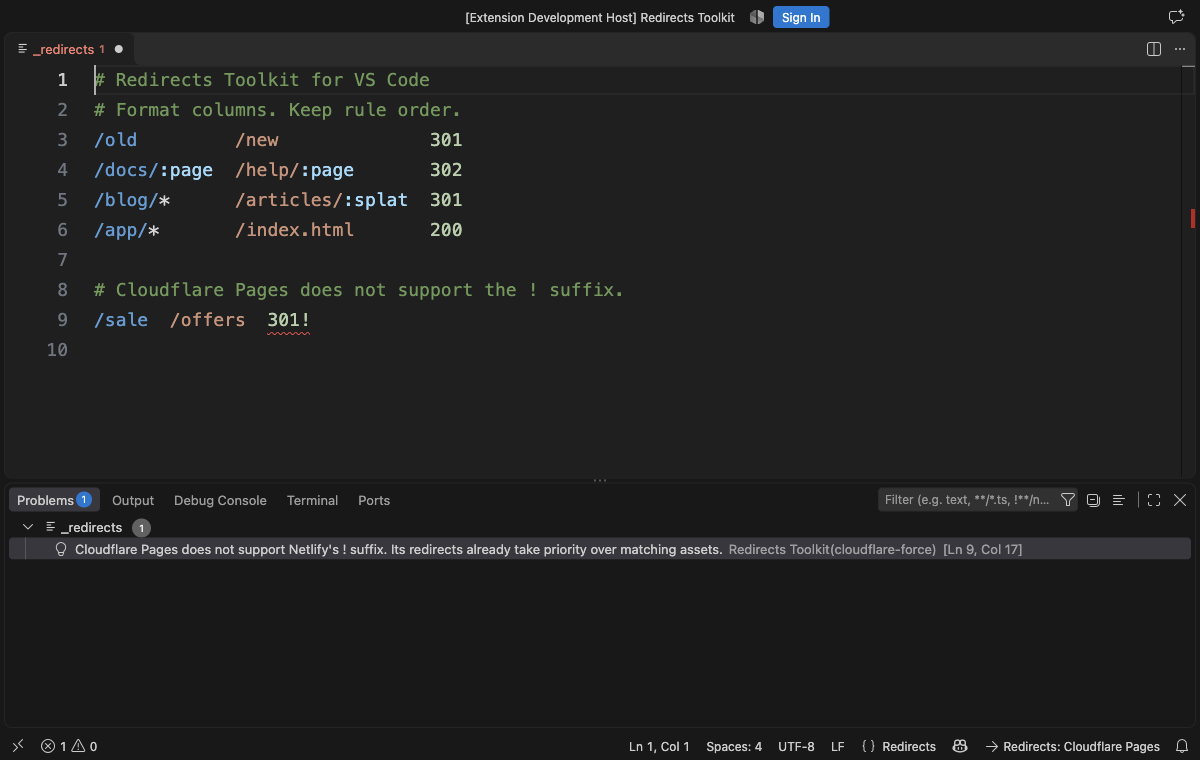 [Extension Development Host] Redirects Toolkit Sign In
_redirects 1
1 # Redirects Toolkit for VS Code
2 # Format columns. Keep rule order.
3 /old /new 301
4 /docs/:page /help/:page 302
5 /blog/* /articles/:splat 301
6 /app/* /index.html 200
7
8 # Cloudflare Pages does not support the ! suffix.
9 /sale /offers 301!
10
Problems 1 Output Debug Console Terminal Ports Filter (e.g. text, **/*.ts, !**/n...
_redirects 1
Cloudflare Pages does not support Netlify's ! suffix. Its redirects already take priority over matching assets. Redirects Toolkit(cloudflare-force) [Ln 9, Col 17]
1 0 Ln 1, Col 1 Spaces: 4 UTF-8 LF {} Redirects Redirects: Cloudflare Pages